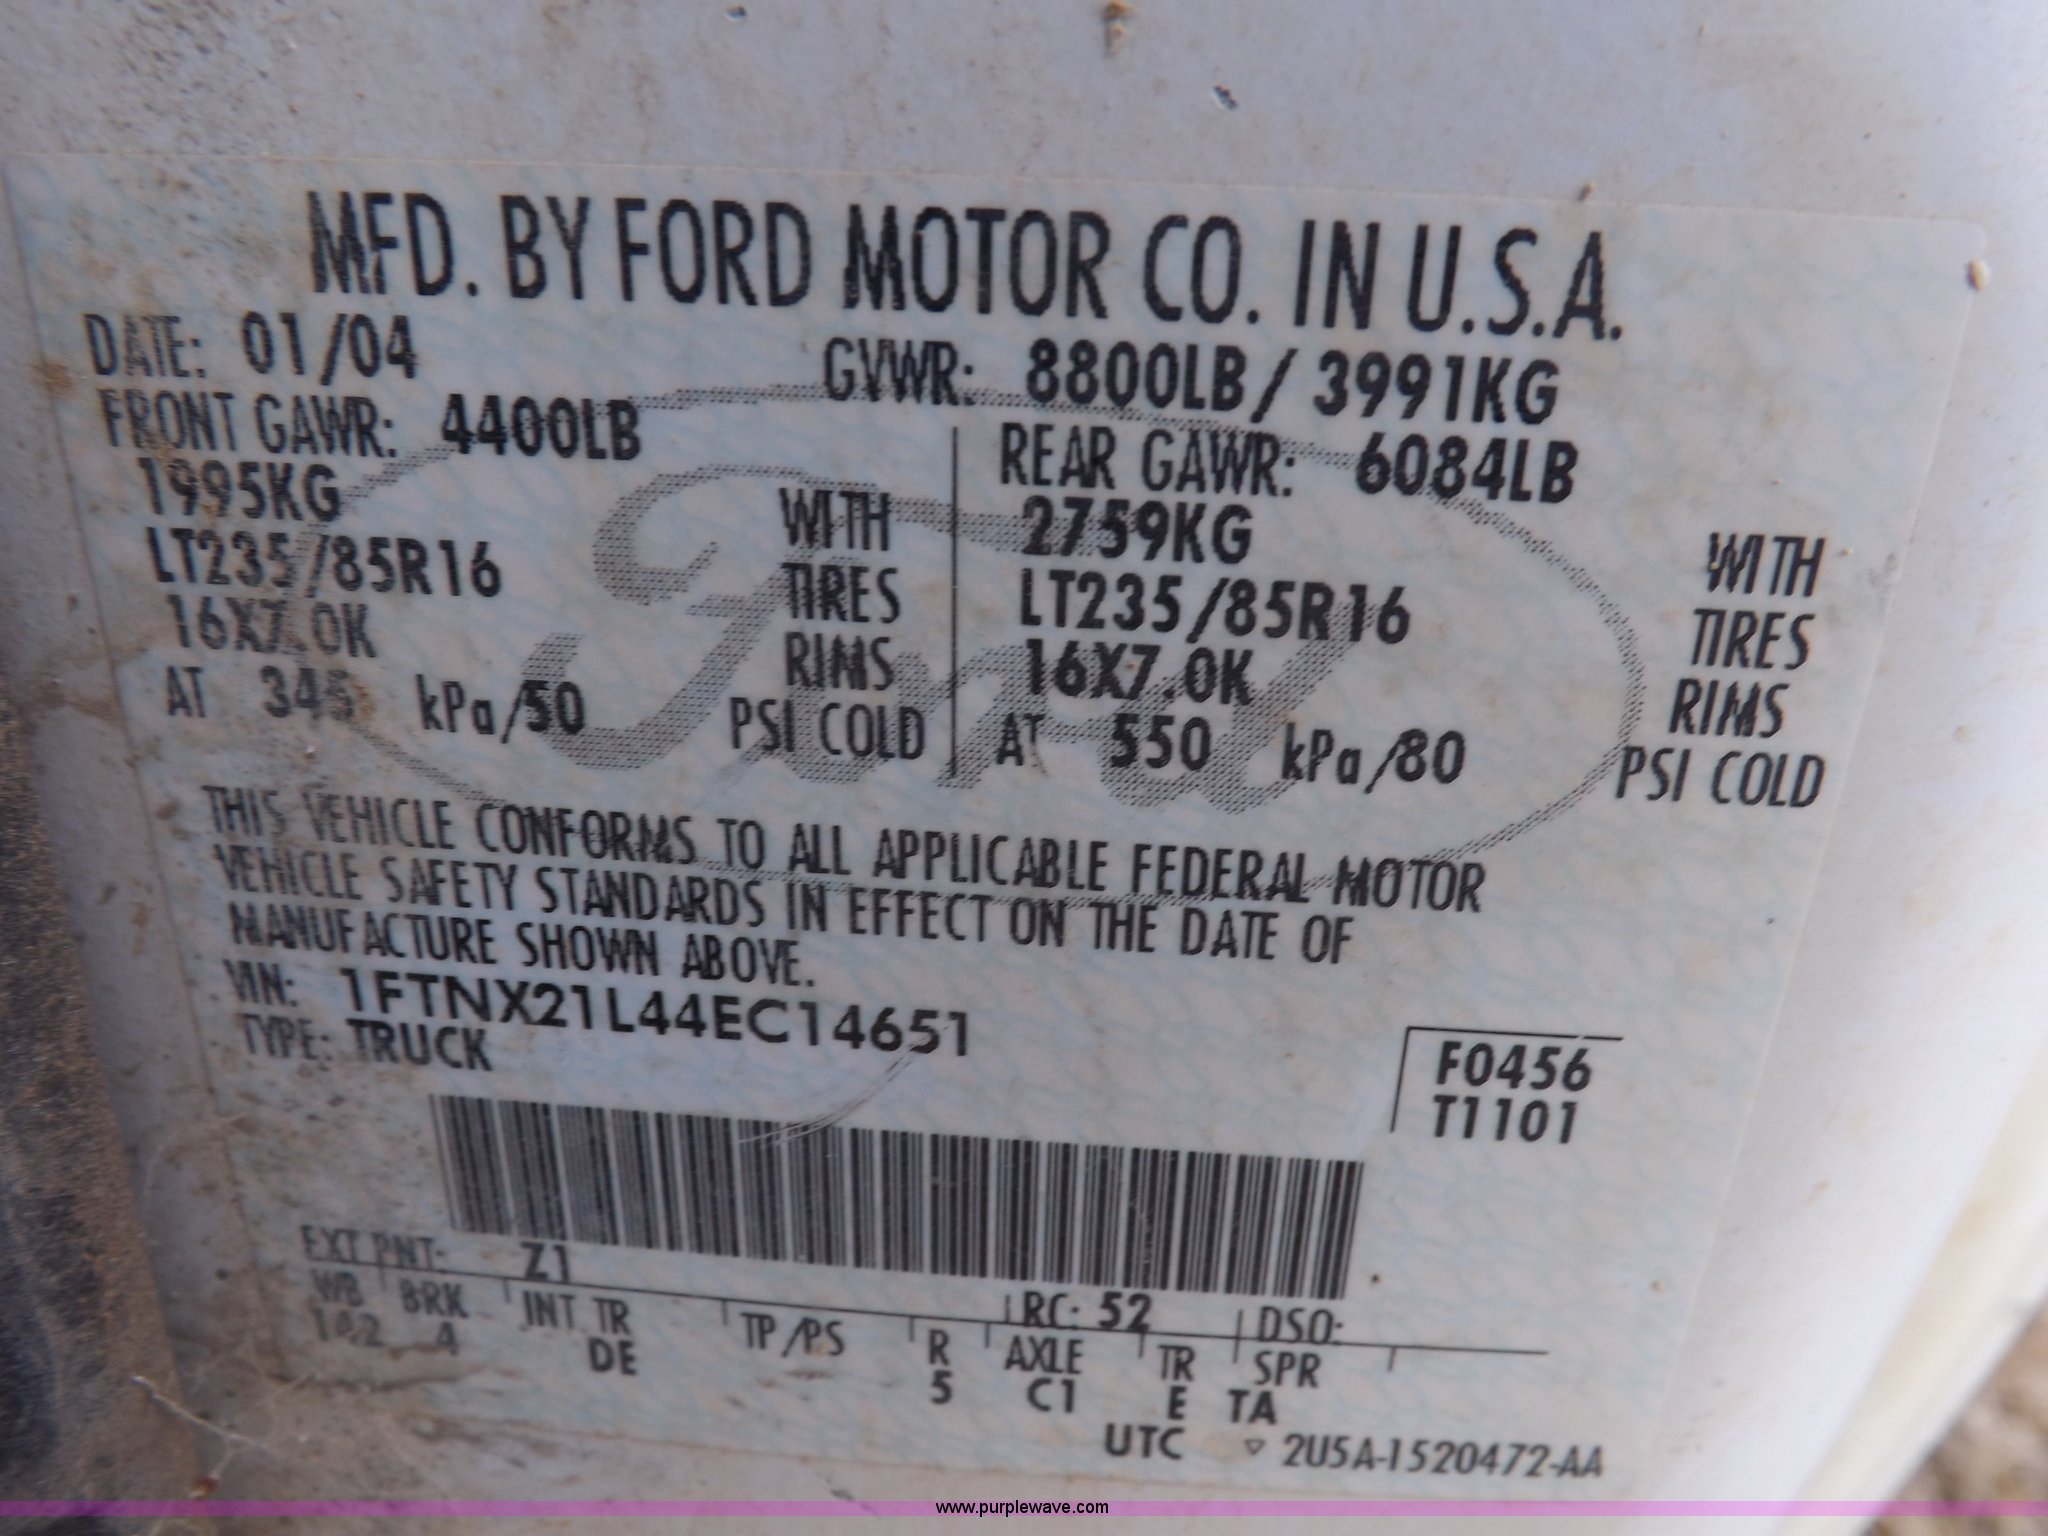 MFD. BY FORD MOTOR CO. IN U.S.A.
DATE: 01/04 GVWR: 8800LB/ 3991KG
FRONT GAWR: 4400LB REAR GAWR: 6084LB
1995KG WITH 2759KG WITH
LT235/85R16 TIRES LT235/85R16 TIRES
16X7.0K RIMS 16X7.0K RIMS
AT 345 kPa/50 PSI COLD AT 550 kPa/80 PSI COLD
Ford
THIS VEHICLE CONFORMS TO ALL APPLICABLE FEDERAL MOTOR
VEHICLE SAFETY STANDARDS IN EFFECT ON THE DATE OF
MANUFACTURE SHOWN ABOVE.
VIN: 1FTNX21L44EC14651
TYPE: TRUCK
F0456
T1101
EXT PNT: Z1 RC: 52 DSO:
WB BRK INT TR TP/PS R AXLE TR SPR
142 4 DE 5 C1 E TA
UTC ▽ 2U5A-1520472-AA
www.purplewave.com